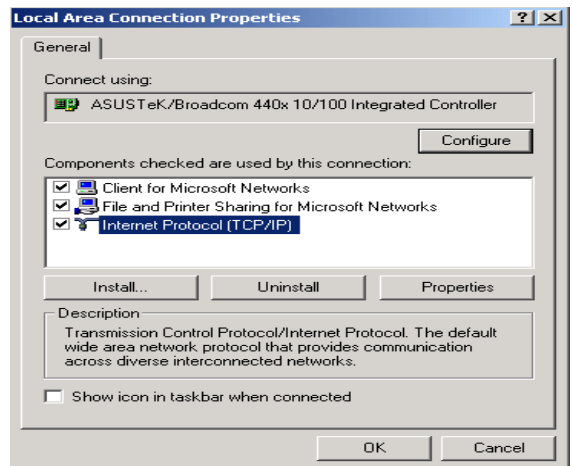 Local Area Connection Properties
General
Connect using:
ASUSTeK/Broadcom 440x 10/100 Integrated Controller
Configure
Components checked are used by this connection:
Client for Microsoft Networks
File and Printer Sharing for Microsoft Networks
Internet Protocol (TCP/IP)
Install... Uninstall Properties
Description
Transmission Control Protocol/Internet Protocol. The default
wide area network protocol that provides communication
across diverse interconnected networks.
Show icon in taskbar when connected
OK Cancel